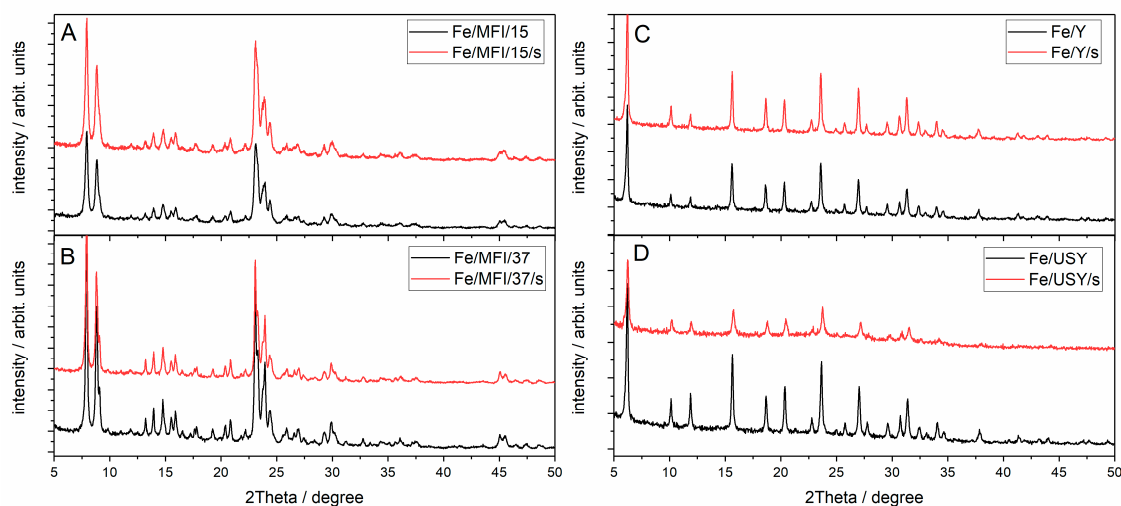 A
Fe/MFI/15
Fe/MFI/15/s
intensity / arbit. units
B
Fe/MFI/37
Fe/MFI/37/s
intensity / arbit. units
5 10 15 20 25 30 35 40 45 50
2Theta / degree
C
Fe/Y
Fe/Y/s
intensity / arbit. units
D
Fe/USY
Fe/USY/s
intensity / arbit. units
5 10 15 20 25 30 35 40 45 50
2Theta / degree